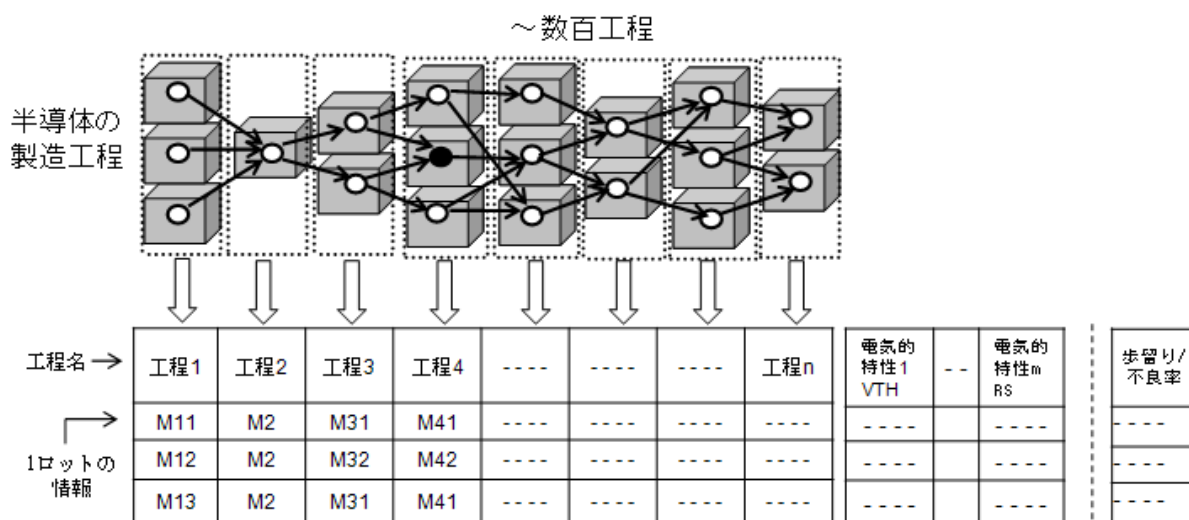 ～数百工程
半導体の
製造工程
工程名
工程1 工程2 工程3 工程4 ---- ---- ---- 工程n
電気的
特性1
VTH
--
電気的
特性m
RS
歩留り/
不良率
M11 M2 M31 M41 ---- ---- ---- ---- ---- ---- ----
1ロットの
情報
M12 M2 M32 M42 ---- ---- ---- ---- ---- ---- ----
M13 M2 M31 M41 ---- ---- ---- ---- ---- ---- ----